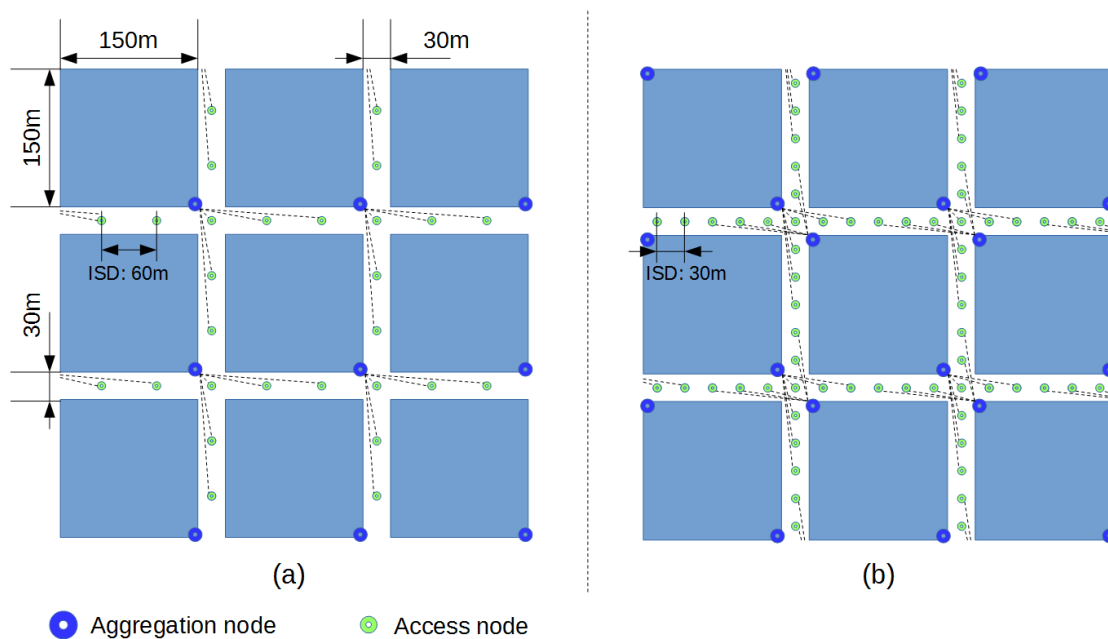 150m
30m
150m
ISD: 60m
ISD: 30m
30m
(a)
(b)
Aggregation node
Access node